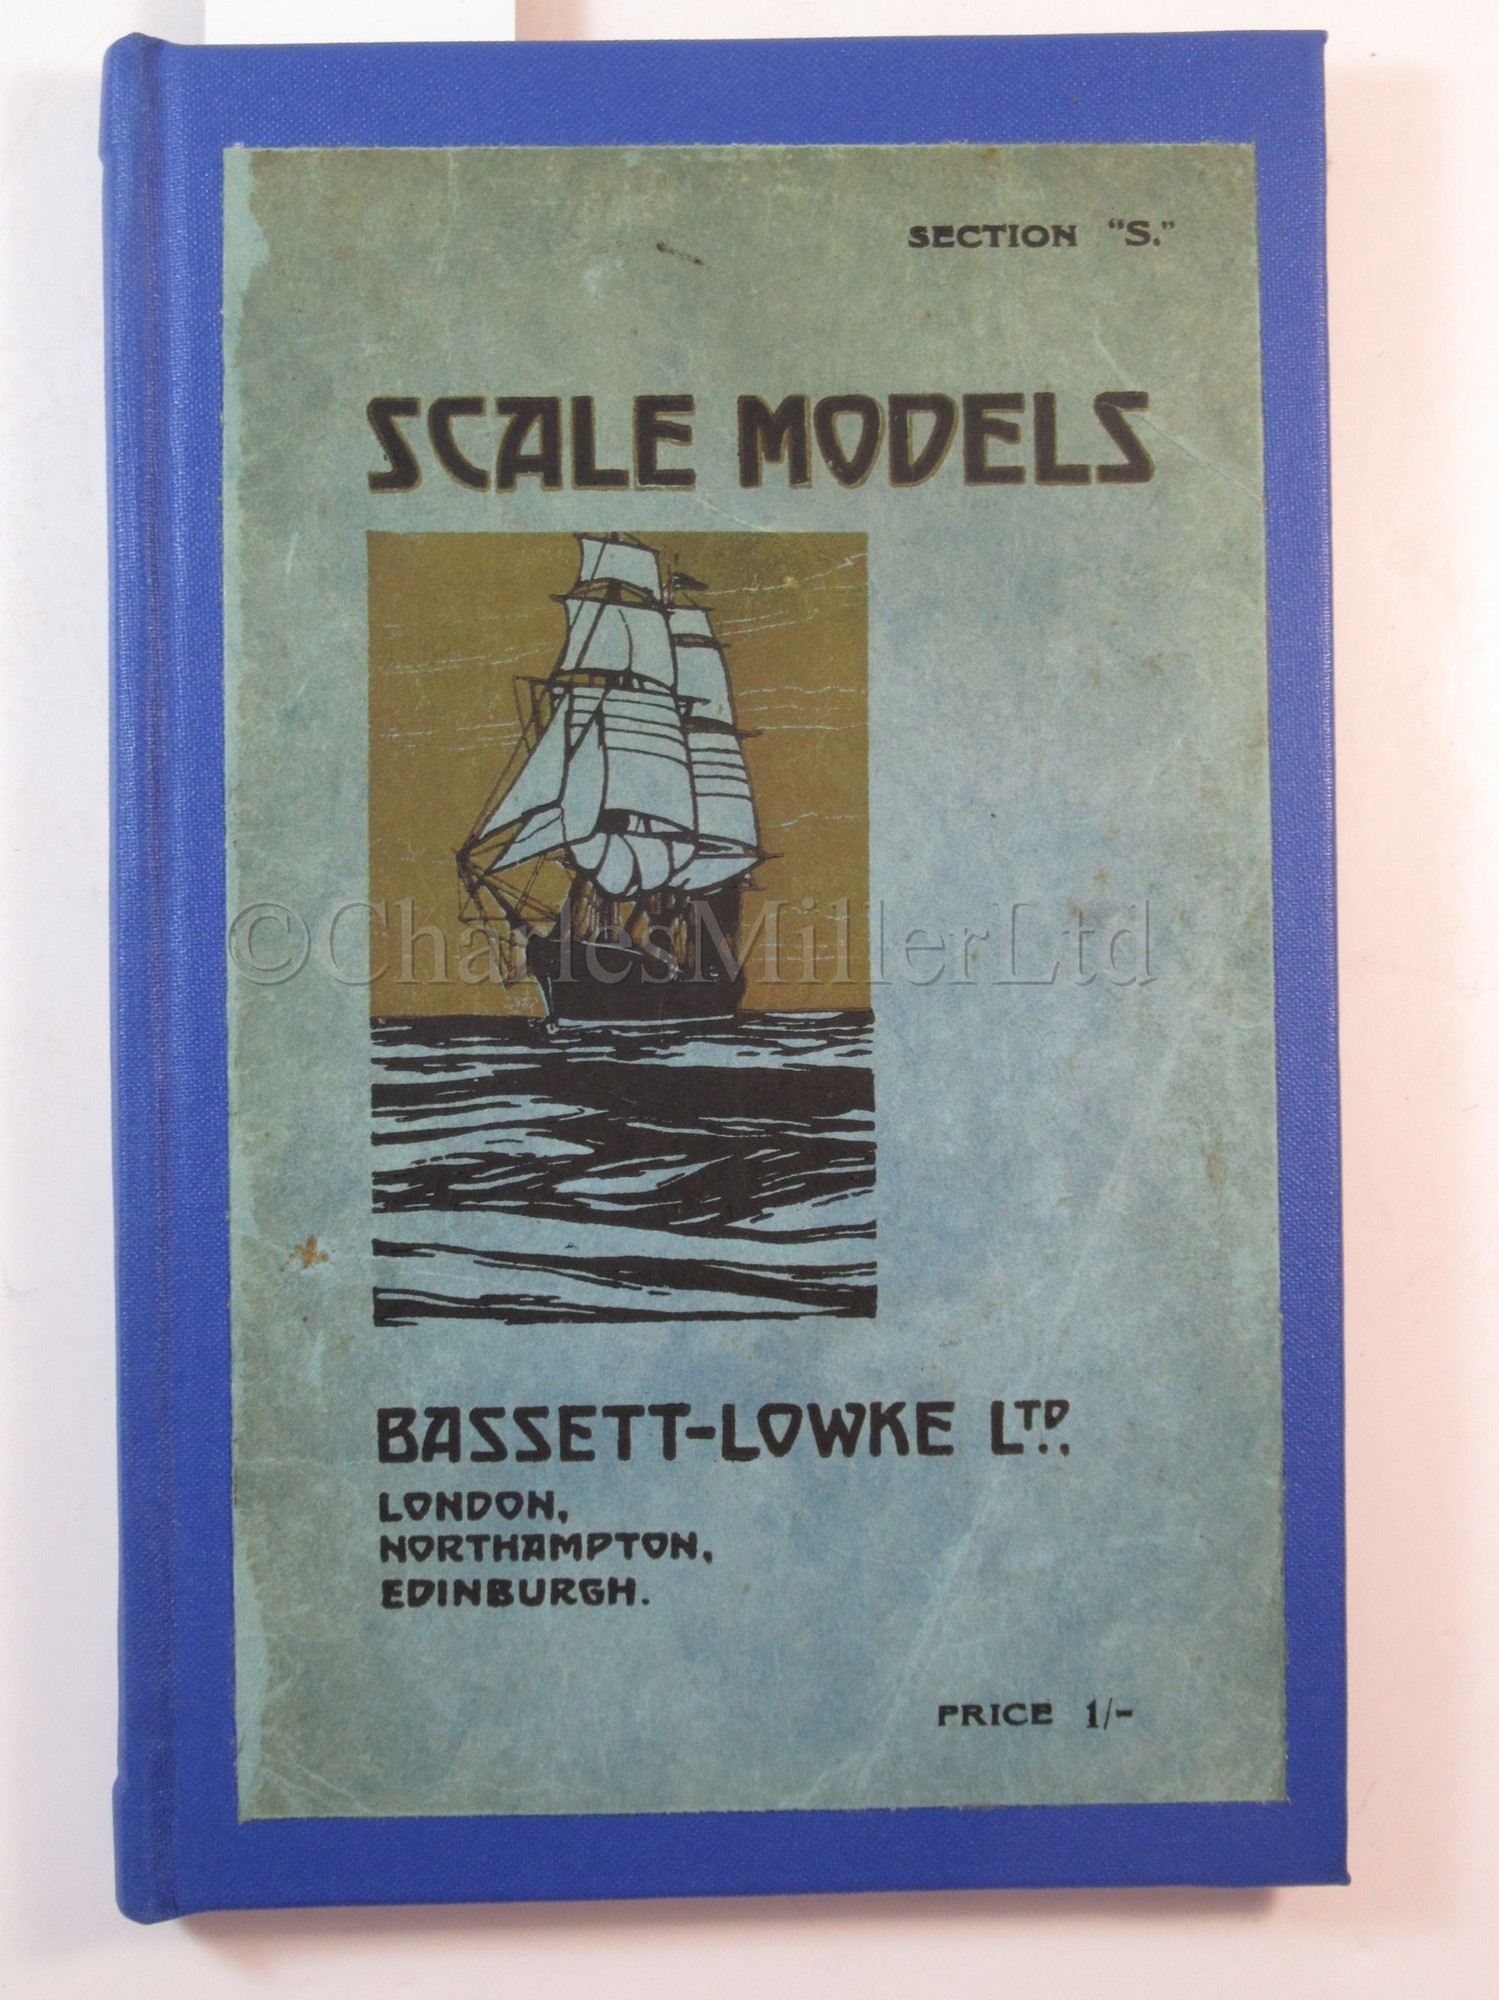 SECTION "S."
SCALE MODELS
©CharlesMillerLtd
BASSETT-LOWKE LTD.
LONDON,
NORTHAMPTON,
EDINBURGH.
PRICE 1/-